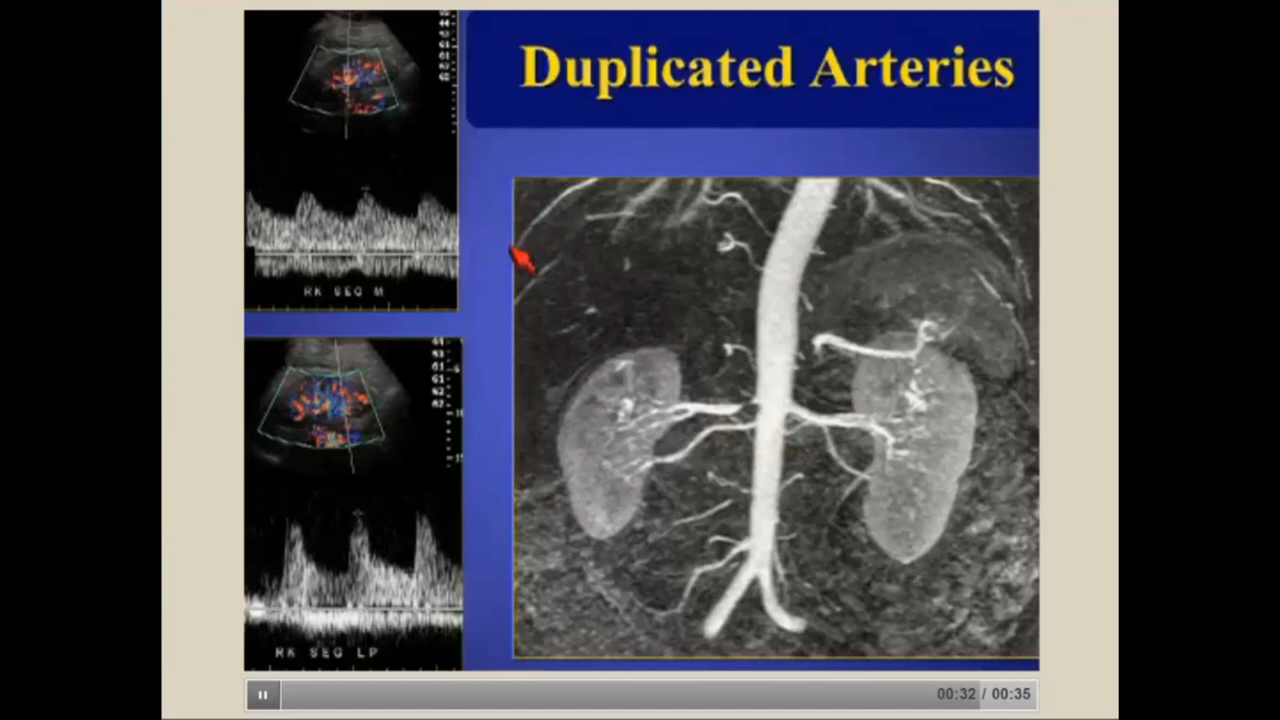 Duplicated Arteries
RK SEG M
RK SEG LP
00:32 / 00:35